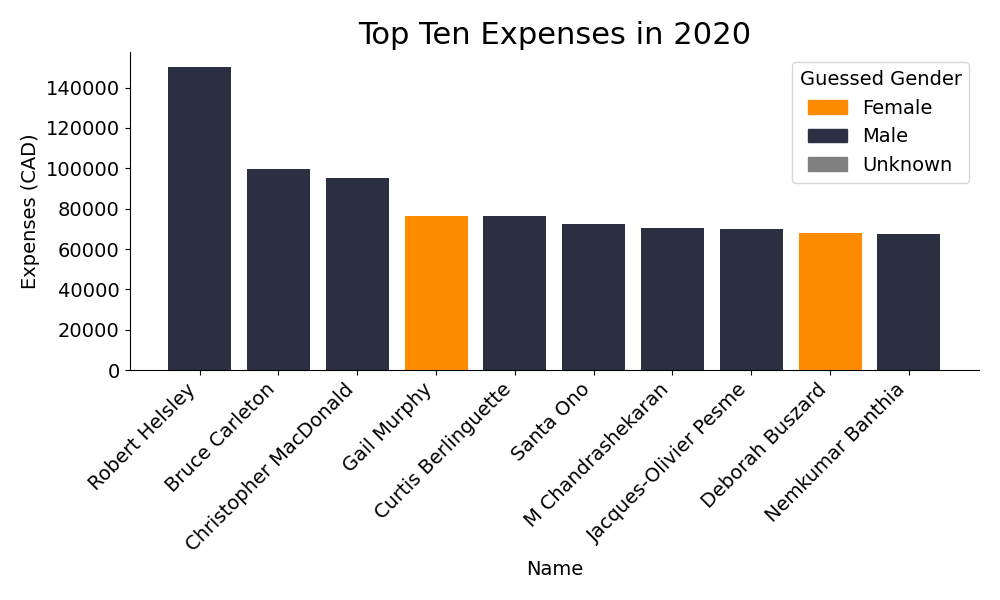 Top Ten Expenses in 2020
Expenses (CAD)
140000
120000
100000
80000
60000
40000
20000
0
Guessed Gender
Female
Male
Unknown
Robert Helsley
Bruce Carleton
Christopher MacDonald
Gail Murphy
Curtis Berlinguette
Santa Ono
M Chandrashekaran
Jacques-Olivier Pesme
Deborah Buszard
Nemkumar Banthia
Name